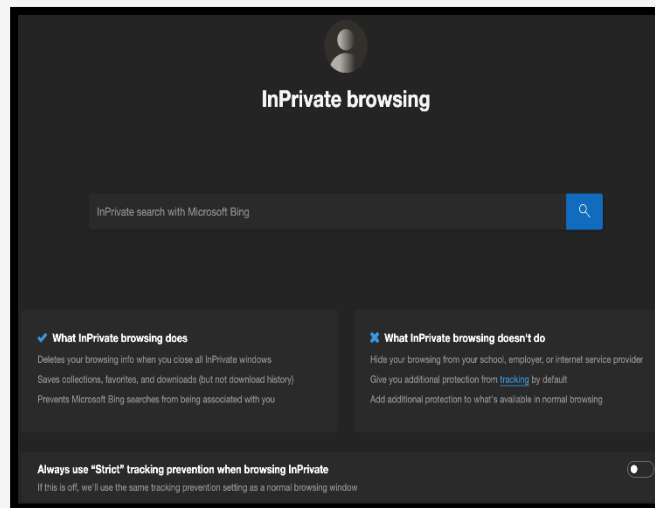 InPrivate browsing
InPrivate search with Microsoft Bing
What InPrivate browsing does
Deletes your browsing info when you close all InPrivate windows
Saves collections, favorites, and downloads (but not download history)
Prevents Microsoft Bing searches from being associated with you
What InPrivate browsing doesn't do
Hide your browsing from your school, employer, or internet service provider
Give you additional protection from tracking by default
Add additional protection to what's available in normal browsing
Always use “Strict” tracking prevention when browsing InPrivate
If this is off, we'll use the same tracking prevention setting as a normal browsing window